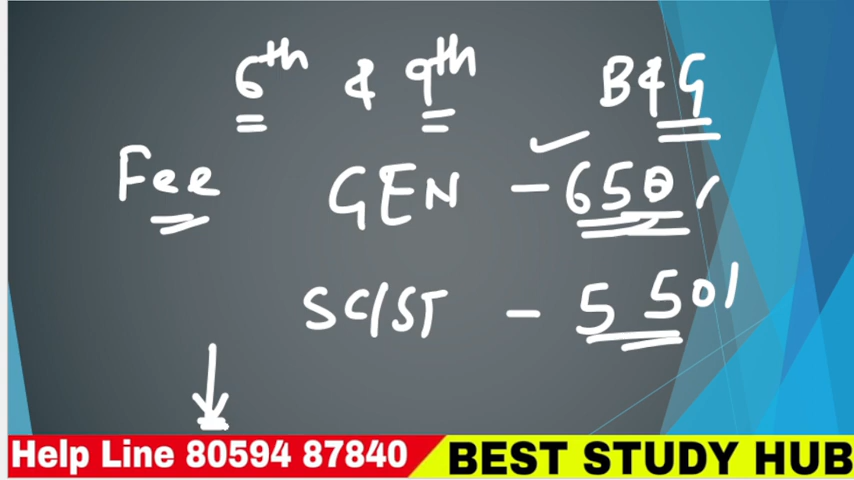 6th & 9th B&G
Fee GEN - 650/
SC/ST - 550/
Help Line 80594 87840 BEST STUDY HUB